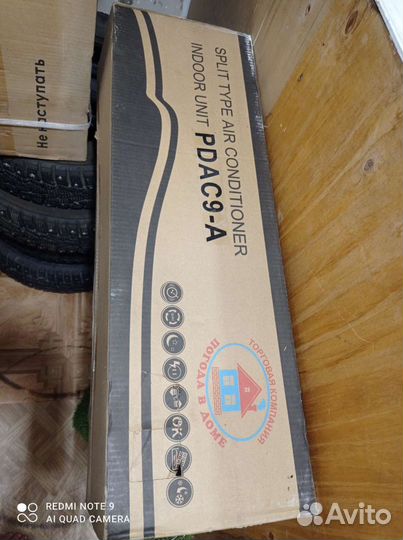 Не наступать
SPLIT TYPE AIR CONDITIONER
INDOOR UNIT PDAC9-A
OK
ТОРГОВАЯ КОМПАНИЯ
ПОГОДА В ДОМЕ
REDMI NOTE 9
AI QUAD CAMERA
Avito